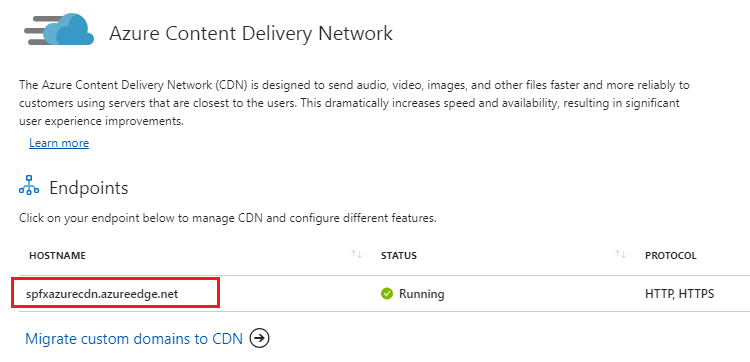 Azure Content Delivery Network
The Azure Content Delivery Network (CDN) is designed to send audio, video, images, and other files faster and more reliably to
customers using servers that are closest to the users. This dramatically increases speed and availability, resulting in significant
user experience improvements.
Learn more
Endpoints
Click on your endpoint below to manage CDN and configure different features.
HOSTNAME STATUS PROTOCOL
spfxazurecdn.azureedge.net Running HTTP, HTTPS
Migrate custom domains to CDN